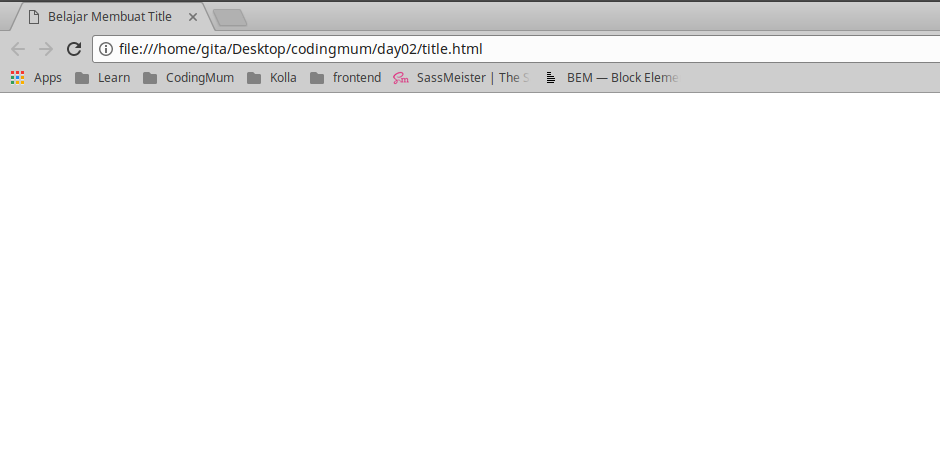 Belajar Membuat Title
file:///home/gita/Desktop/codingmum/day02/title.html
Apps Learn CodingMum Kolla frontend SassMeister | The S BEM — Block Eleme